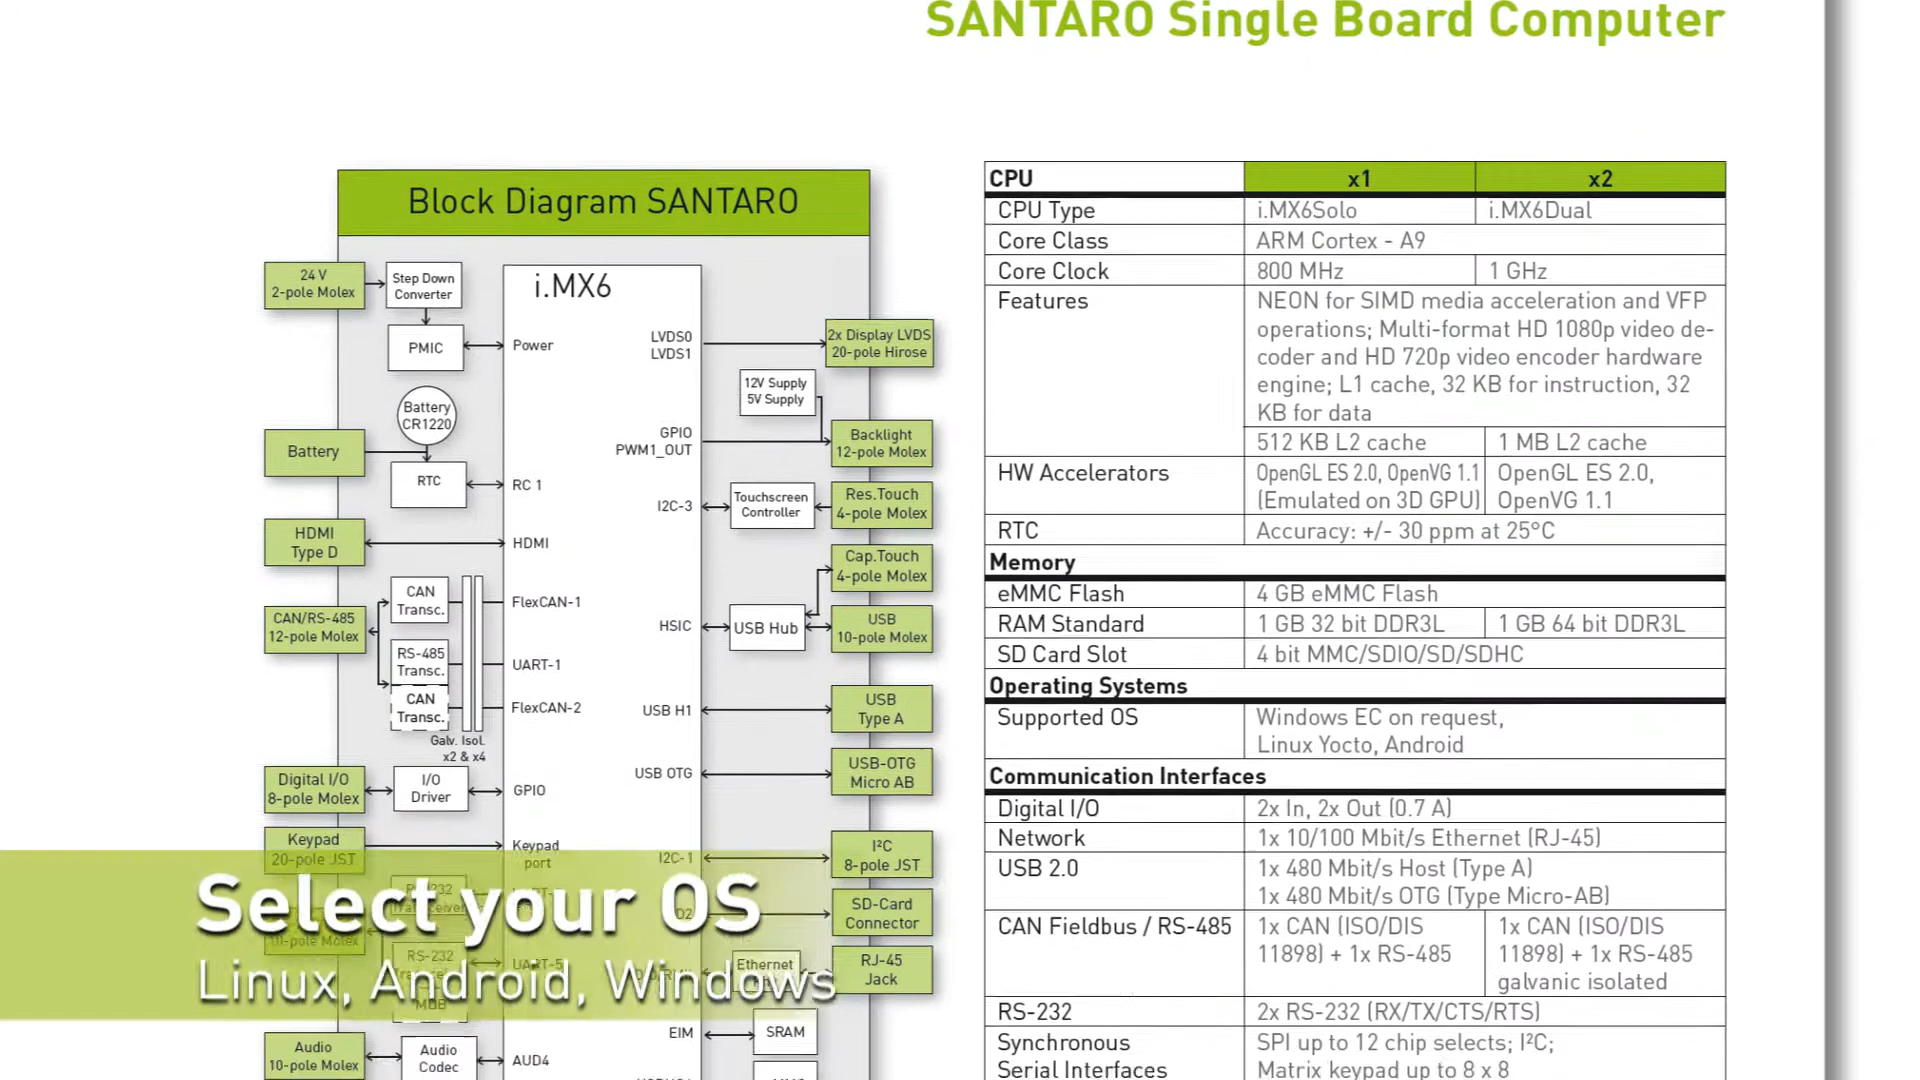 SANTARO Single Board Computer
Block Diagram SANTARO
i.MX6
24 V
2-pole Molex
Step Down
Converter
PMIC
Power
Battery
CR1220
Battery
RTC
RC 1
HDMI
Type D
HDMI
CAN/RS-485
12-pole Molex
CAN
Transc.
FlexCAN-1
RS-485
Transc.
UART-1
CAN
Transc.
FlexCAN-2
Galv. Isol.
x2 & x4
Digital I/O
8-pole Molex
I/O
Driver
GPIO
Keypad
20-pole JST
Keypad
port
10-pole Molex
RS-232
UART-5
MDB
Audio
10-pole Molex
Audio
Codec
AUD4
LVDS0
LVDS1
2x Display LVDS
20-pole Hirose
12V Supply
5V Supply
GPIO
PWM1_OUT
Backlight
12-pole Molex
I2C-3
Touchscreen
Controller
Res.Touch
4-pole Molex
Cap.Touch
4-pole Molex
HSIC
USB Hub
USB
10-pole Molex
USB H1
USB
Type A
USB OTG
USB-OTG
Micro AB
I2C-1
I²C
8-pole JST
SD-Card
Connector
Ethernet
RJ-45
Jack
EIM
SRAM
Select your OS
Linux, Android, Windows
CPU x1 x2
CPU Type i.MX6Solo i.MX6Dual
Core Class ARM Cortex - A9
Core Clock 800 MHz 1 GHz
Features NEON for SIMD media acceleration and VFP
operations; Multi-format HD 1080p video de-
coder and HD 720p video encoder hardware
engine; L1 cache, 32 KB for instruction, 32
KB for data
512 KB L2 cache 1 MB L2 cache
HW Accelerators OpenGL ES 2.0, OpenVG 1.1 OpenGL ES 2.0,
(Emulated on 3D GPU) OpenVG 1.1
RTC Accuracy: +/- 30 ppm at 25°C
Memory
eMMC Flash 4 GB eMMC Flash
RAM Standard 1 GB 32 bit DDR3L 1 GB 64 bit DDR3L
SD Card Slot 4 bit MMC/SDIO/SD/SDHC
Operating Systems
Supported OS Windows EC on request,
Linux Yocto, Android
Communication Interfaces
Digital I/O 2x In, 2x Out (0.7 A)
Network 1x 10/100 Mbit/s Ethernet (RJ-45)
USB 2.0 1x 480 Mbit/s Host (Type A)
1x 480 Mbit/s OTG (Type Micro-AB)
CAN Fieldbus / RS-485 1x CAN (ISO/DIS 1x CAN (ISO/DIS
11898) + 1x RS-485 11898) + 1x RS-485
galvanic isolated
RS-232 2x RS-232 (RX/TX/CTS/RTS)
Synchronous SPI up to 12 chip selects; I²C;
Serial Interfaces Matrix keypad up to 8 x 8